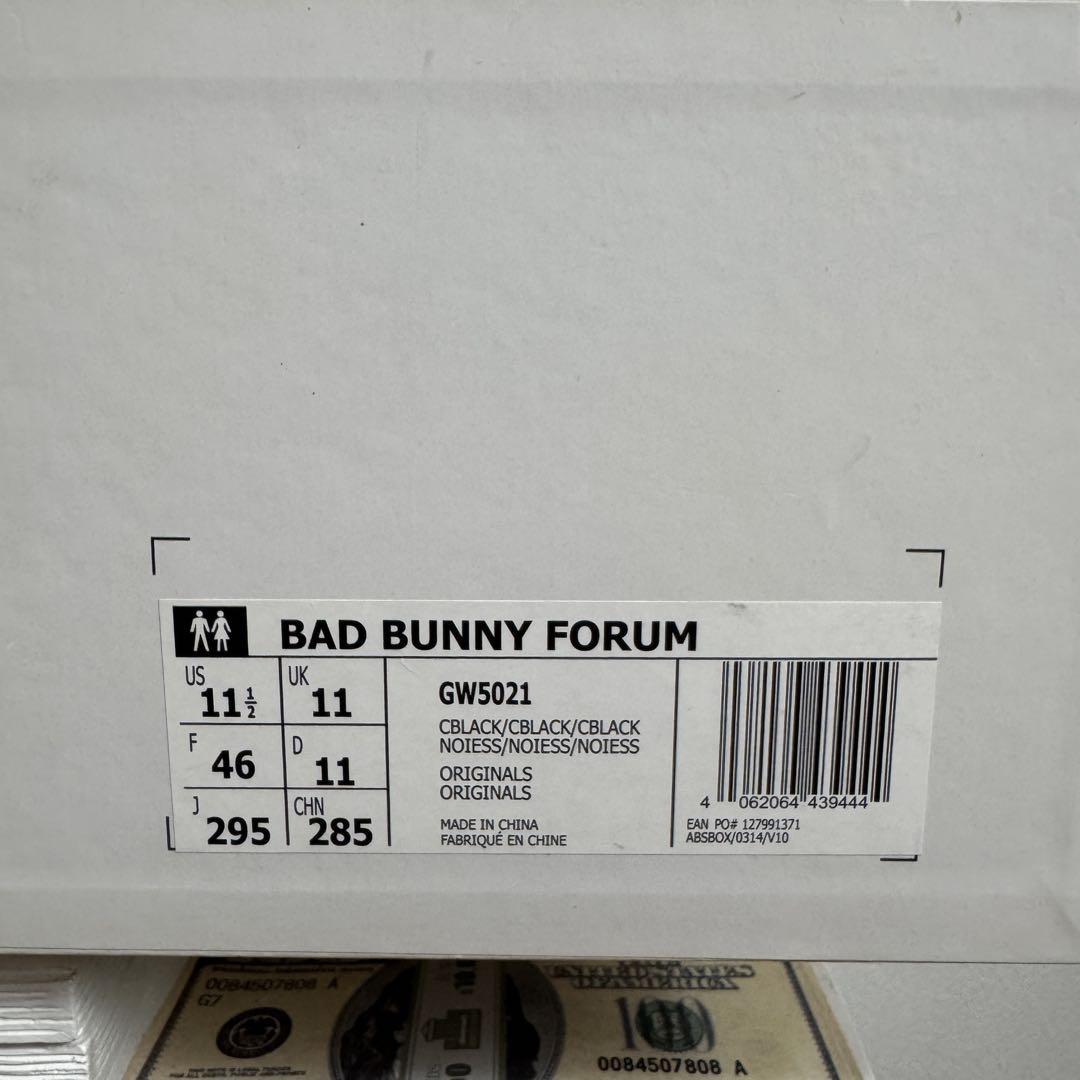 BAD BUNNY FORUM
US 11 1/2
UK 11
F 46
D 11
J 295
CHN 285
GW5021
CBLACK/CBLACK/CBLACK
NOIESS/NOIESS/NOIESS
ORIGINALS
ORIGINALS
MADE IN CHINA
FABRIQUÉ EN CHINE
4 062064 439444
EAN PO# 127991371
ABSBOX/0314/V10
0084507808 A
G7
100
0084507808 A